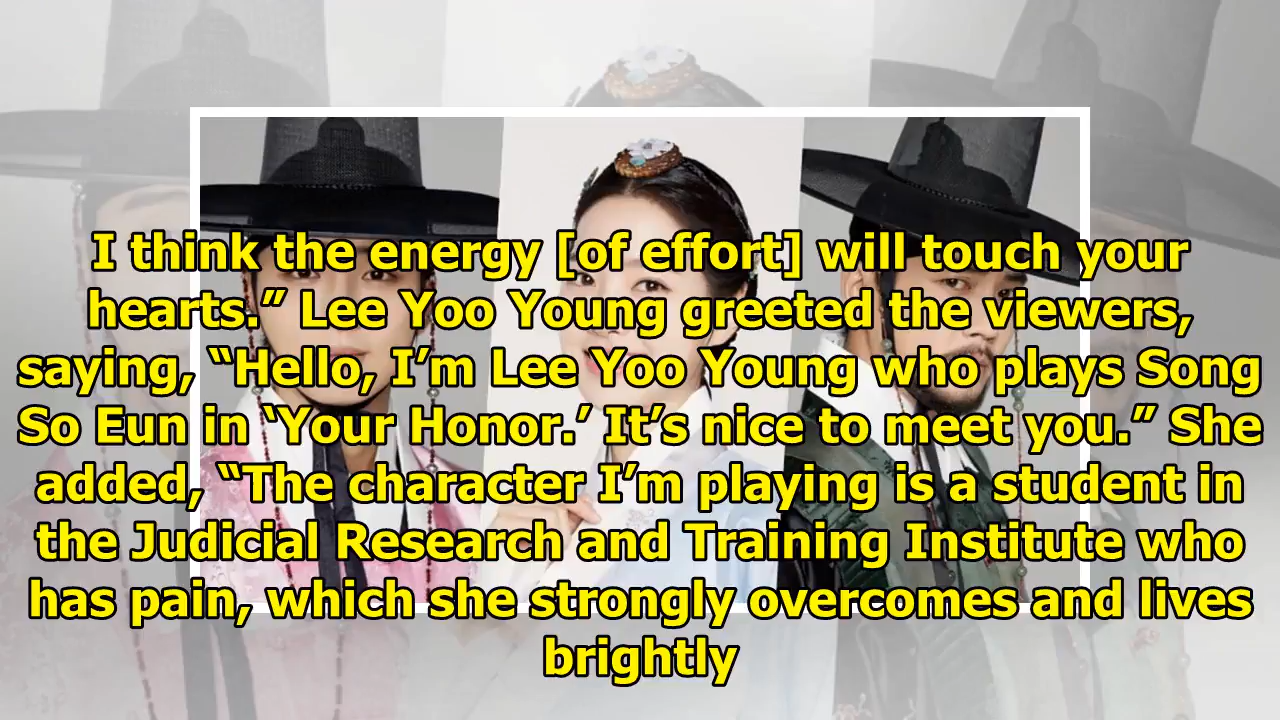 I think the energy [of effort] will touch your
hearts.” Lee Yoo Young greeted the viewers,
saying, “Hello, I’m Lee Yoo Young who plays Song
So Eun in ‘Your Honor.’ It’s nice to meet you.” She
added, “The character I’m playing is a student in
the Judicial Research and Training Institute who
has pain, which she strongly overcomes and lives
brightly